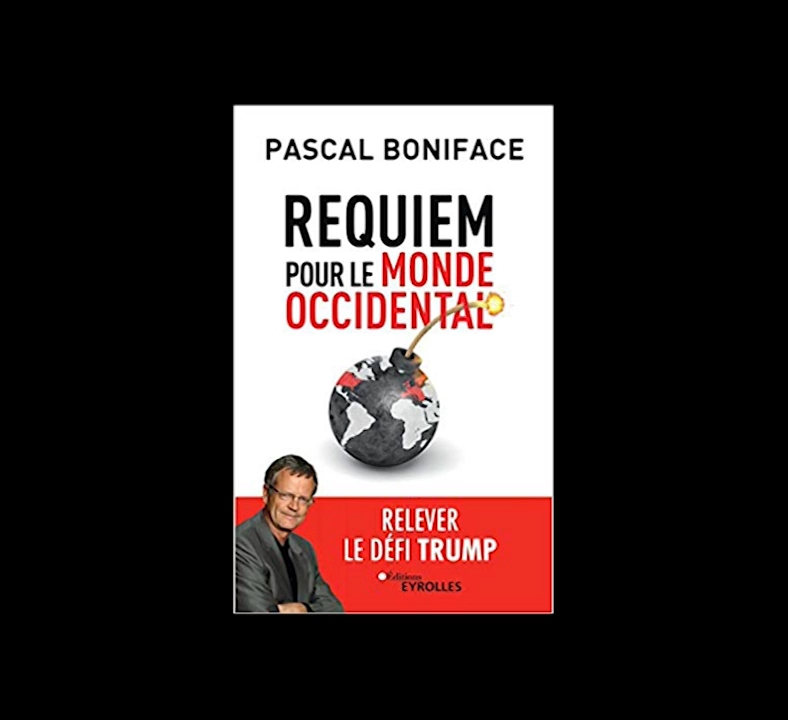 PASCAL BONIFACE
REQUIEM
POUR LE MONDE
OCCIDENTAL
RELEVER
LE DÉFI TRUMP
Éditions
EYROLLES